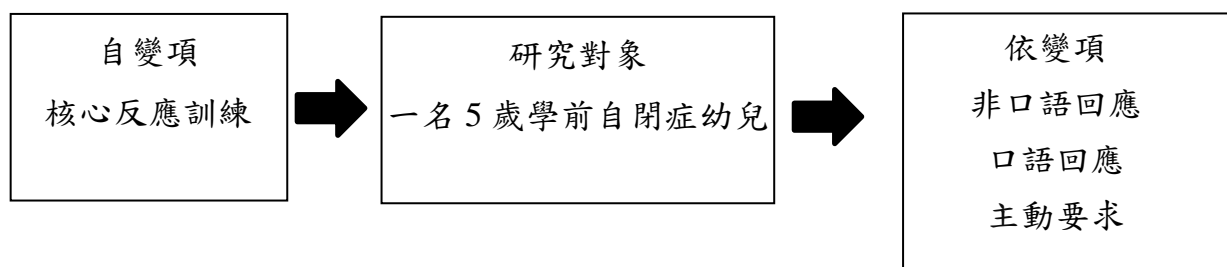 自變項
核心反應訓練
研究對象
一名 5 歲學前自閉症幼兒
依變項
非口語回應
口語回應
主動要求